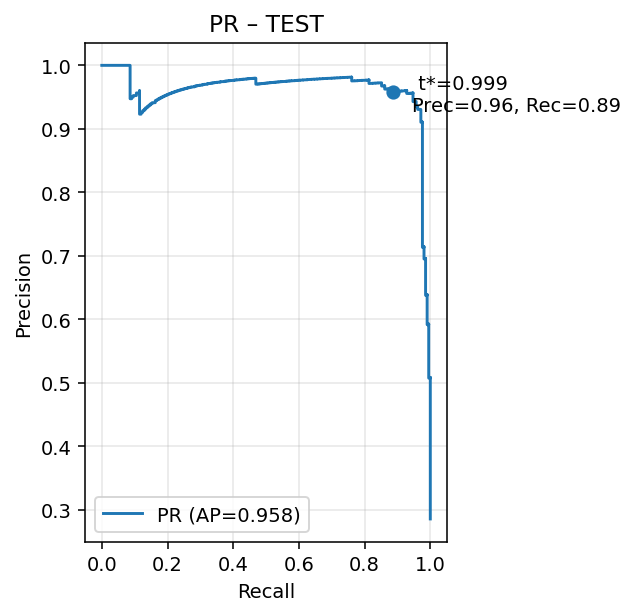 PR – TEST
1.0
0.9
0.8
0.7
0.6
0.5
0.4
0.3
Precision
t*=0.999
Prec=0.96, Rec=0.89
PR (AP=0.958)
0.0 0.2 0.4 0.6 0.8 1.0
Recall